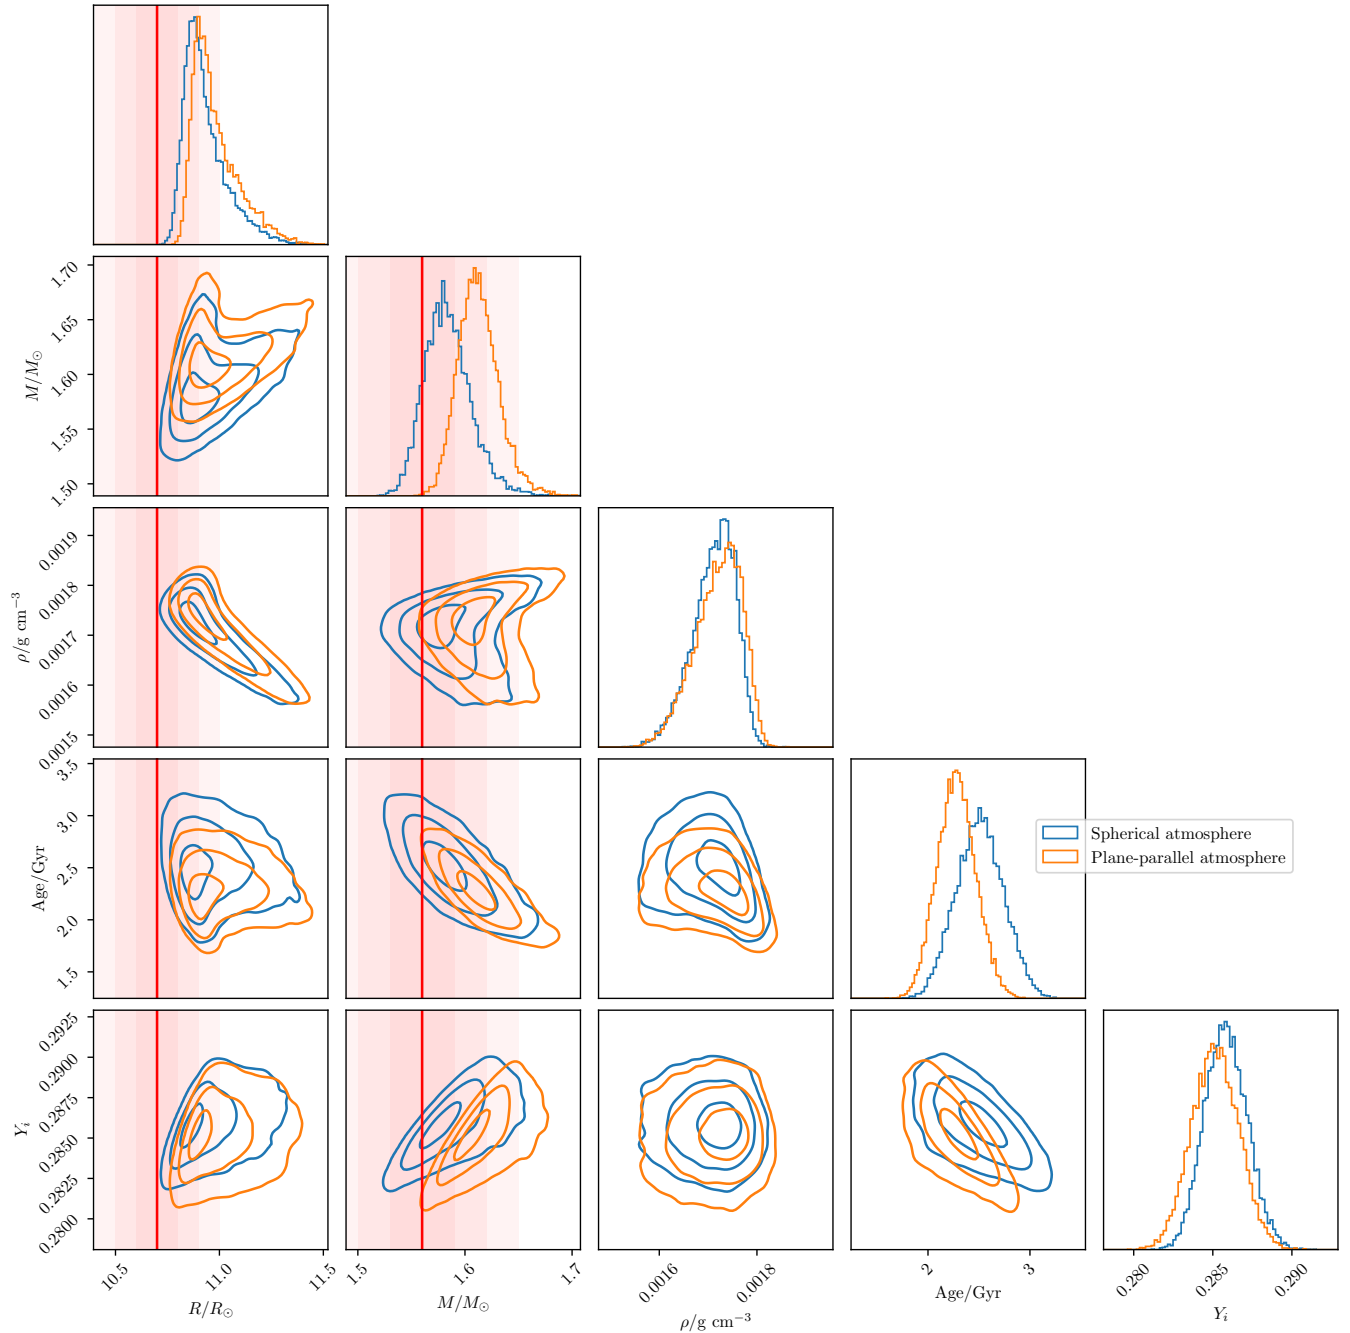 1.70
1.65
1.60
1.55
1.50
M/M⊙
0.0019
0.0018
0.0017
0.0016
0.0015
ρ/g cm⁻³
3.5
3.0
2.5
2.0
1.5
Age/Gyr
Spherical atmosphere
Plane-parallel atmosphere
0.2925
0.2900
0.2875
0.2850
0.2825
0.2800
Yᵢ
10.5 11.0 11.5
R/R⊙
1.5 1.6 1.7
M/M⊙
0.0016 0.0018
ρ/g cm⁻³
2 3
Age/Gyr
0.280 0.285 0.290
Yᵢ